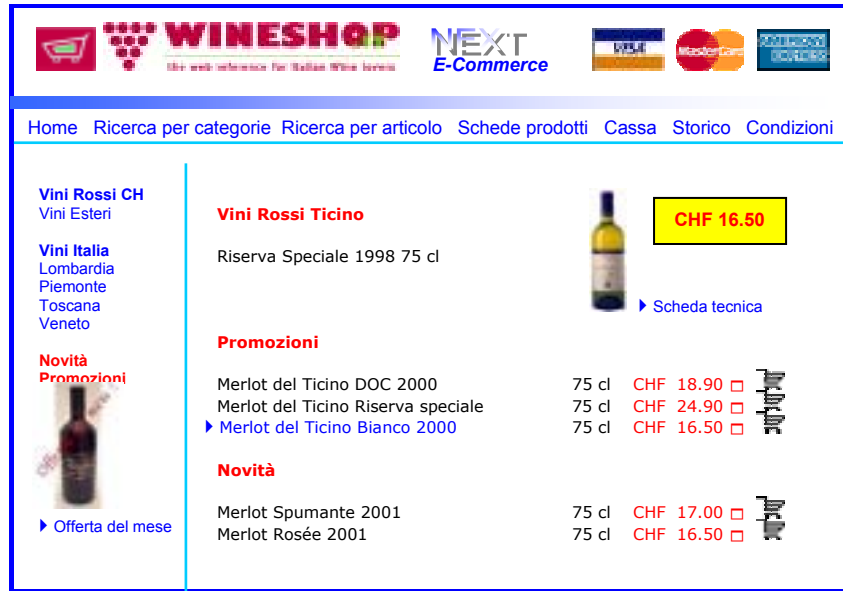 WINESHOP
the web reference for Italian Wine lovers
NEXT
E-Commerce
VISA
MasterCard
AMERICAN EXPRESS
Home Ricerca per categorie Ricerca per articolo Schede prodotti Cassa Storico Condizioni
Vini Rossi CH
Vini Esteri
Vini Italia
Lombardia
Piemonte
Toscana
Veneto
Novità
Promozioni
Offerta del mese
Vini Rossi Ticino
CHF 16.50
Riserva Speciale 1998 75 cl
Scheda tecnica
Promozioni
Merlot del Ticino DOC 2000 75 cl CHF 18.90
Merlot del Ticino Riserva speciale 75 cl CHF 24.90
Merlot del Ticino Bianco 2000 75 cl CHF 16.50
Novità
Merlot Spumante 2001 75 cl CHF 17.00
Merlot Rosée 2001 75 cl CHF 16.50